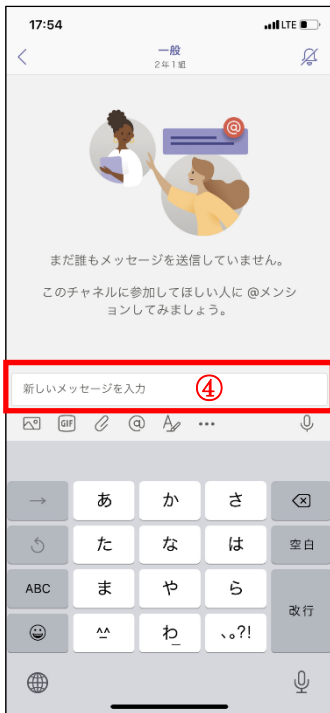 17:54 LTE
一般
2年1組
@
まだ誰もメッセージを送信していません。
このチャネルに参加してほしい人に @メンシ
ョンしてみましょう。
新しいメッセージを入力 ④
GIF @ A •••
→ あ か さ
た な は 空白
ABC ま や ら 改行
^^ わ_ 、。?!